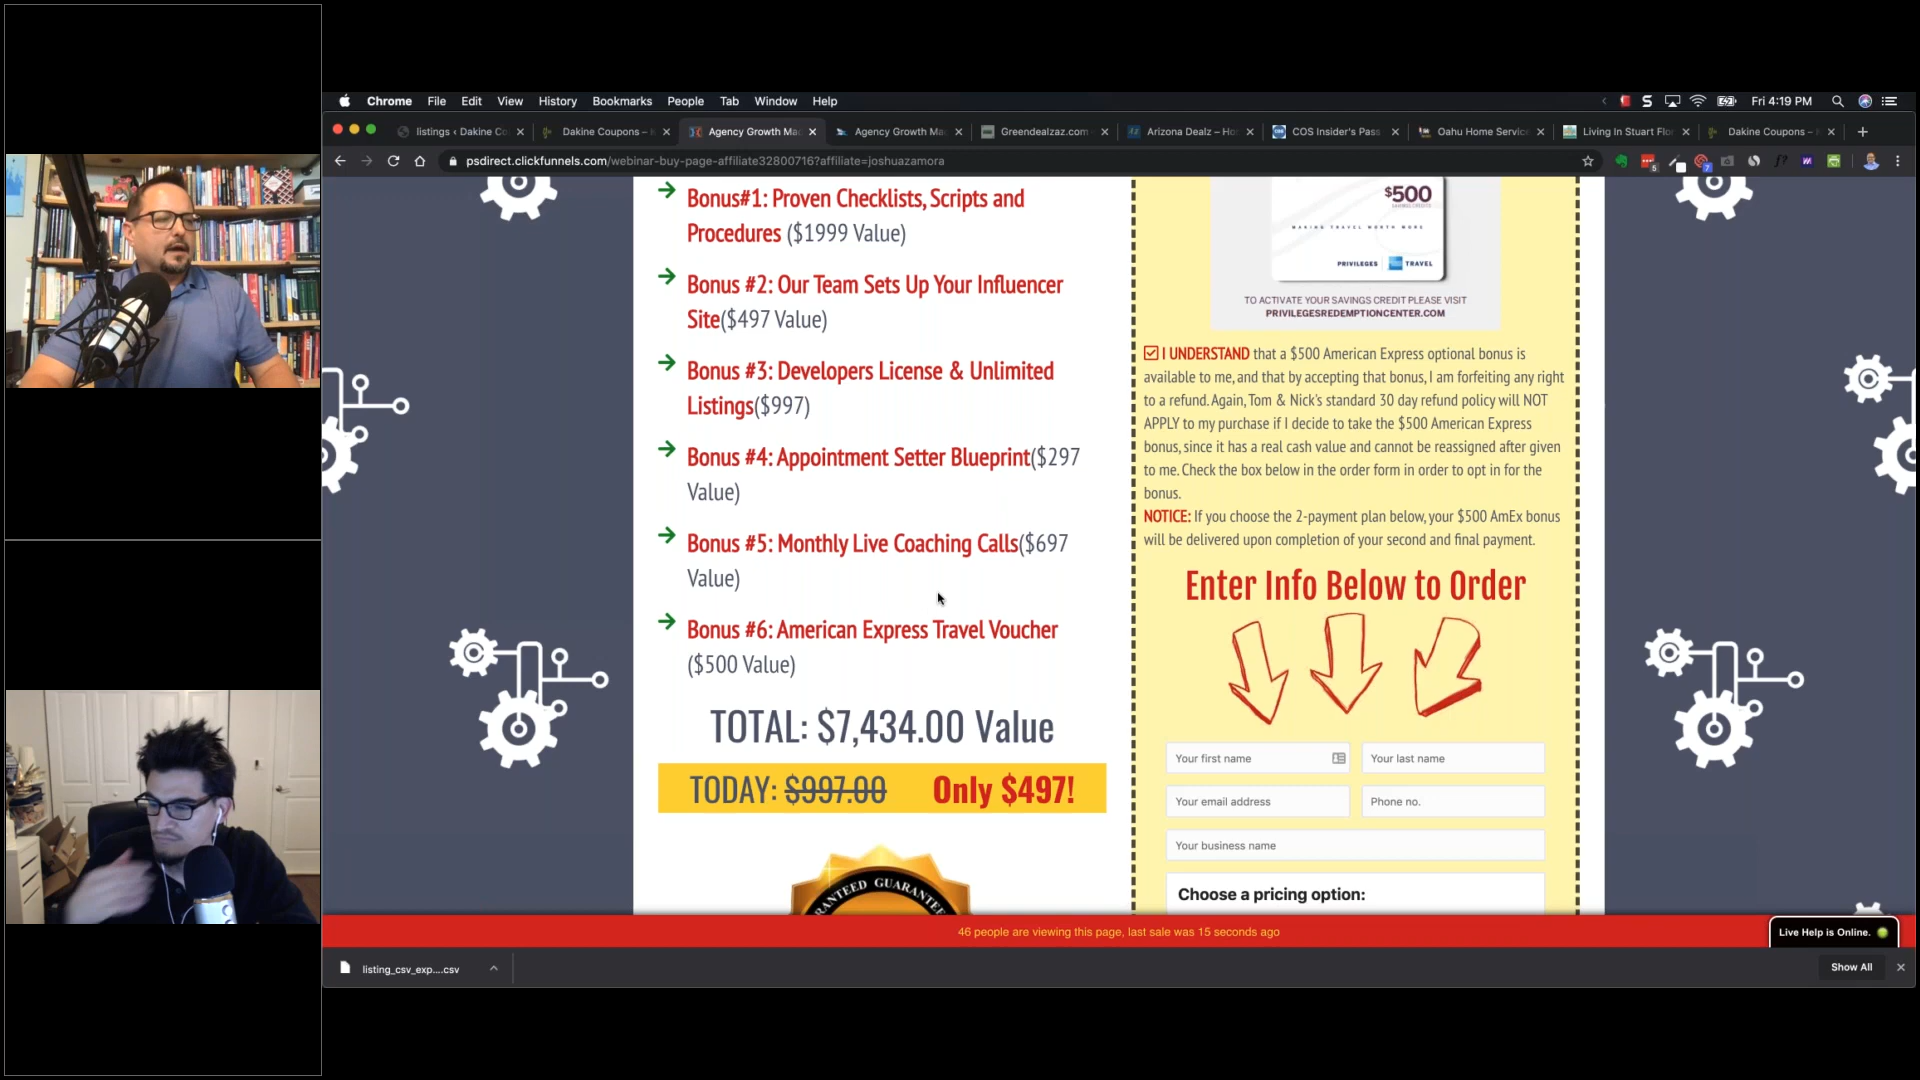 Chrome File Edit View History Bookmarks People Tab Window Help
Fri 4:19 PM
listings ‹ Dakine Co
Dakine Coupons –
Agency Growth Mac
Agency Growth Mac
Greendealzaz.com
Arizona Dealz – Ho
COS Insider's Pass
Oahu Home Service
Living In Stuart Flor
Dakine Coupons –
psdirect.clickfunnels.com/webinar-buy-page-affiliate32800716?affiliate=joshuazamora
Bonus#1: Proven Checklists, Scripts and
Procedures ($1999 Value)
Bonus #2: Our Team Sets Up Your Influencer
Site($497 Value)
Bonus #3: Developers License & Unlimited
Listings($997)
Bonus #4: Appointment Setter Blueprint($297
Value)
Bonus #5: Monthly Live Coaching Calls($697
Value)
Bonus #6: American Express Travel Voucher
($500 Value)
TOTAL: $7,434.00 Value
TODAY: $997.00 Only $497!
GUARANTEED
$500
MAKING TRAVEL WORTH MORE
PRIVILEGES TRAVEL
TO ACTIVATE YOUR SAVINGS CREDIT PLEASE VISIT
PRIVILEGESREDEMPTIONCENTER.COM
I UNDERSTAND that a $500 American Express optional bonus is
available to me, and that by accepting that bonus, I am forfeiting any right
to a refund. Again, Tom & Nick's standard 30 day refund policy will NOT
APPLY to my purchase if I decide to take the $500 American Express
bonus, since it has a real cash value and cannot be reassigned after given
to me. Check the box below in the order form in order to opt in for the
bonus.
NOTICE: If you choose the 2-payment plan below, your $500 AmEx bonus
will be delivered upon completion of your second and final payment.
Enter Info Below to Order
Your first name
Your last name
Your email address
Phone no.
Your business name
Choose a pricing option:
46 people are viewing this page, last sale was 15 seconds ago
Live Help is Online.
listing_csv_exp....csv
Show All